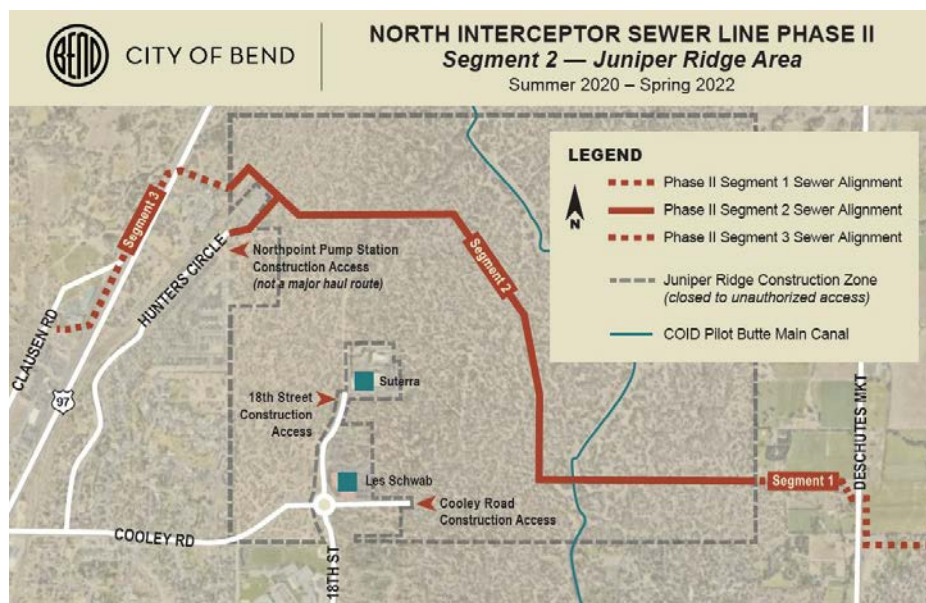 BEND
CITY OF BEND
NORTH INTERCEPTOR SEWER LINE PHASE II
Segment 2 — Juniper Ridge Area
Summer 2020 – Spring 2022
LEGEND
N
Phase II Segment 1 Sewer Alignment
Phase II Segment 2 Sewer Alignment
Phase II Segment 3 Sewer Alignment
Juniper Ridge Construction Zone
(closed to unauthorized access)
COID Pilot Butte Main Canal
Segment 3
HUNTERS CIRCLE
Northpoint Pump Station
Construction Access
(not a major haul route)
Segment 2
CLAUSEN RD
97
18th Street
Construction
Access
Suterra
Les Schwab
Cooley Road
Construction Access
COOLEY RD
18TH ST
Segment 1
DESCHUTES MKT